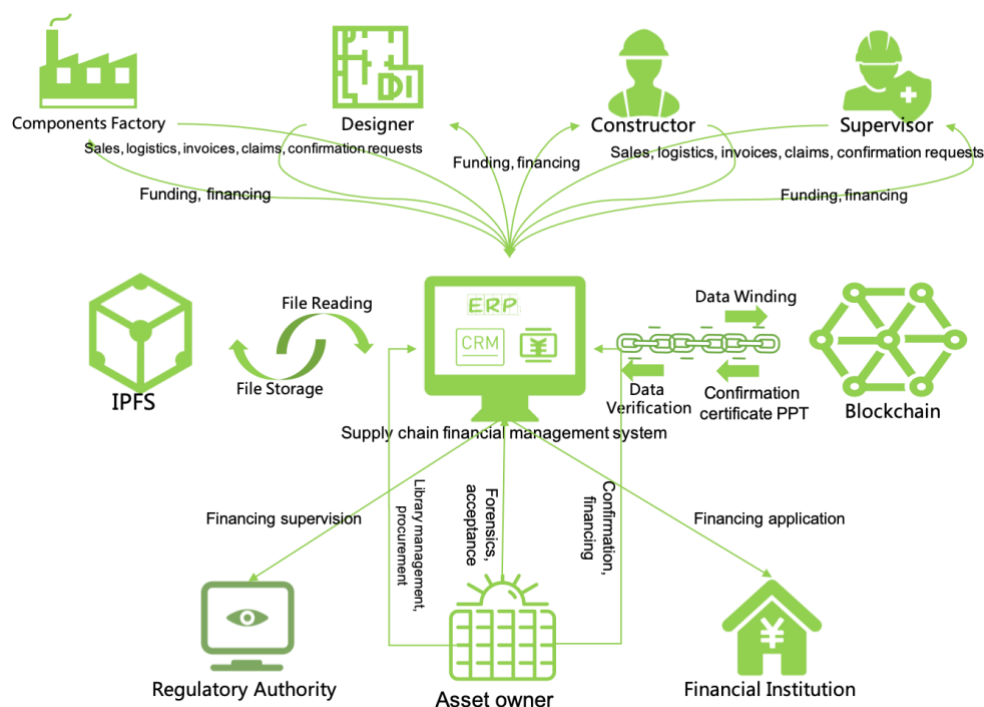 Components Factory
Designer
Constructor
Supervisor
Sales, logistics, invoices, claims, confirmation requests
Funding, financing
Sales, logistics, invoices, claims, confirmation requests
Funding, financing
Funding, financing
ERP
CRM
¥
File Reading
File Storage
IPFS
Data Winding
Data
Verification
Confirmation
certificate PPT
Blockchain
Supply chain financial management system
Financing supervision
Library management,
procurement
Forensics,
acceptance
Confirmation,
financing
Financing application
¥
Regulatory Authority
Asset owner
Financial Institution